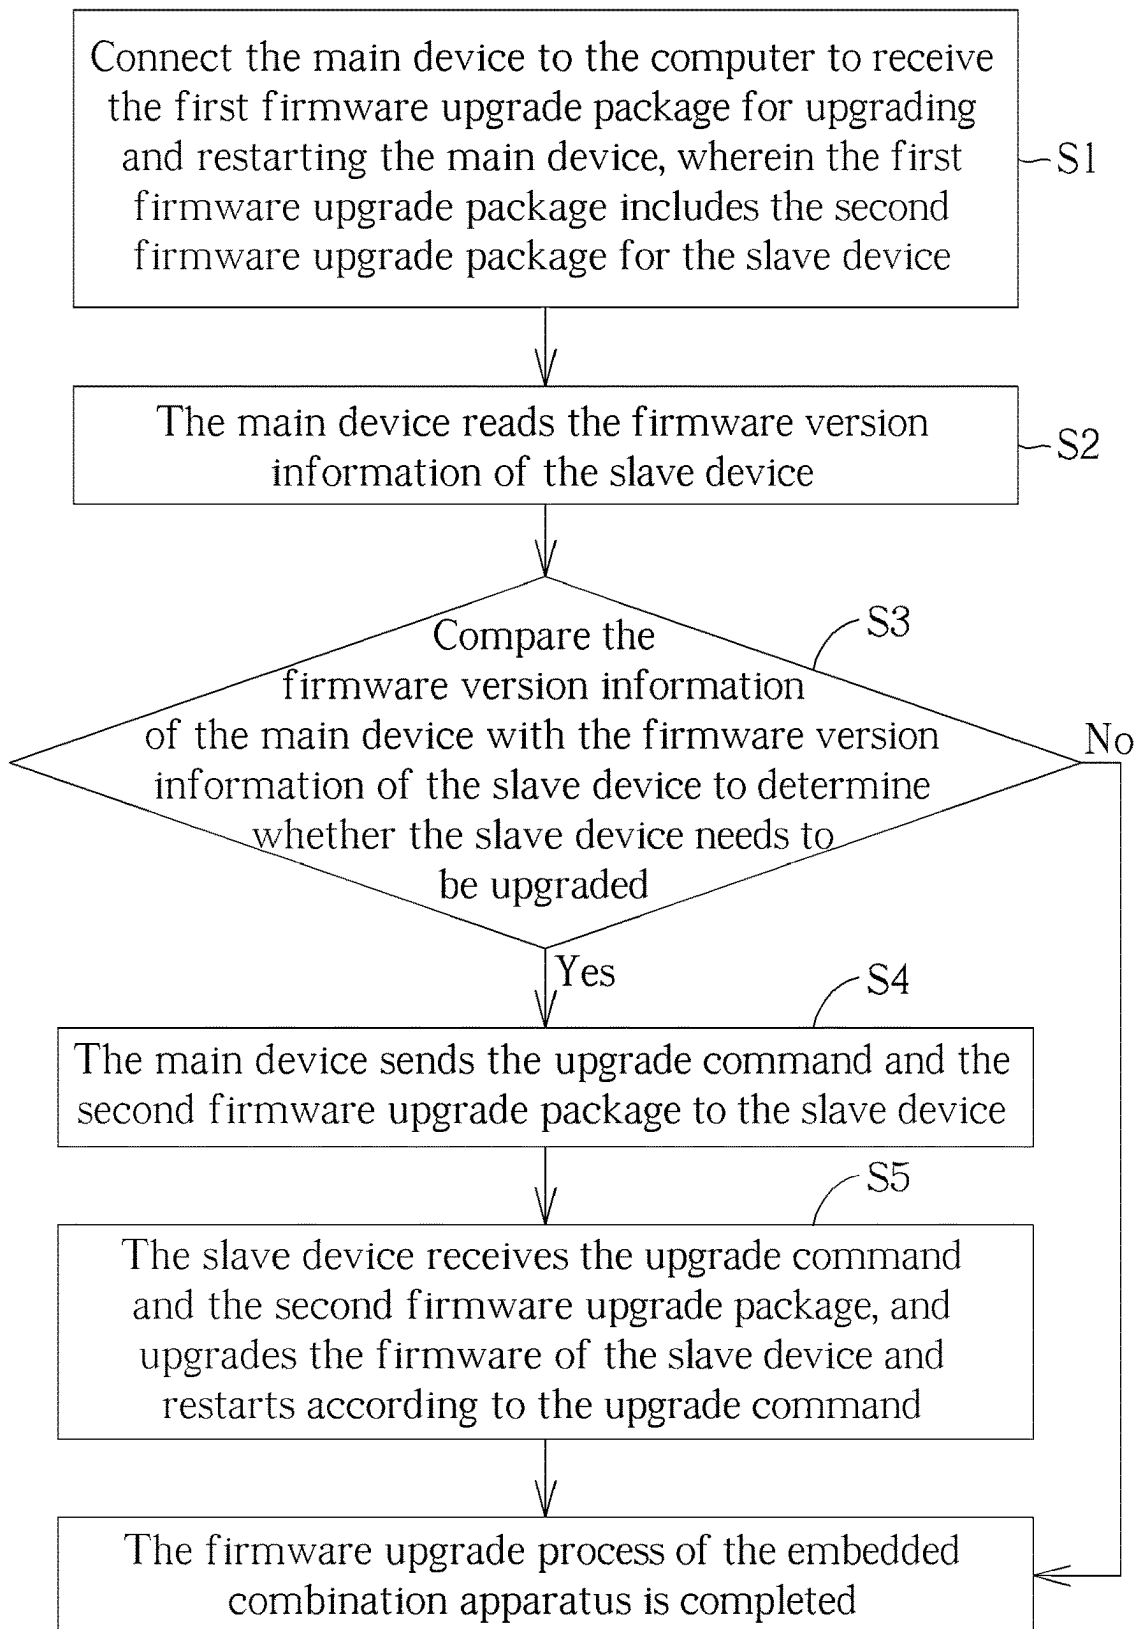 Connect the main device to the computer to receive
the first firmware upgrade package for upgrading
and restarting the main device, wherein the first
firmware upgrade package includes the second
firmware upgrade package for the slave device
S1
The main device reads the firmware version
information of the slave device
S2
S3
Compare the
firmware version information
of the main device with the firmware version
information of the slave device to determine
whether the slave device needs to
be upgraded
No
Yes
S4
The main device sends the upgrade command and the
second firmware upgrade package to the slave device
S5
The slave device receives the upgrade command
and the second firmware upgrade package, and
upgrades the firmware of the slave device and
restarts according to the upgrade command
The firmware upgrade process of the embedded
combination apparatus is completed